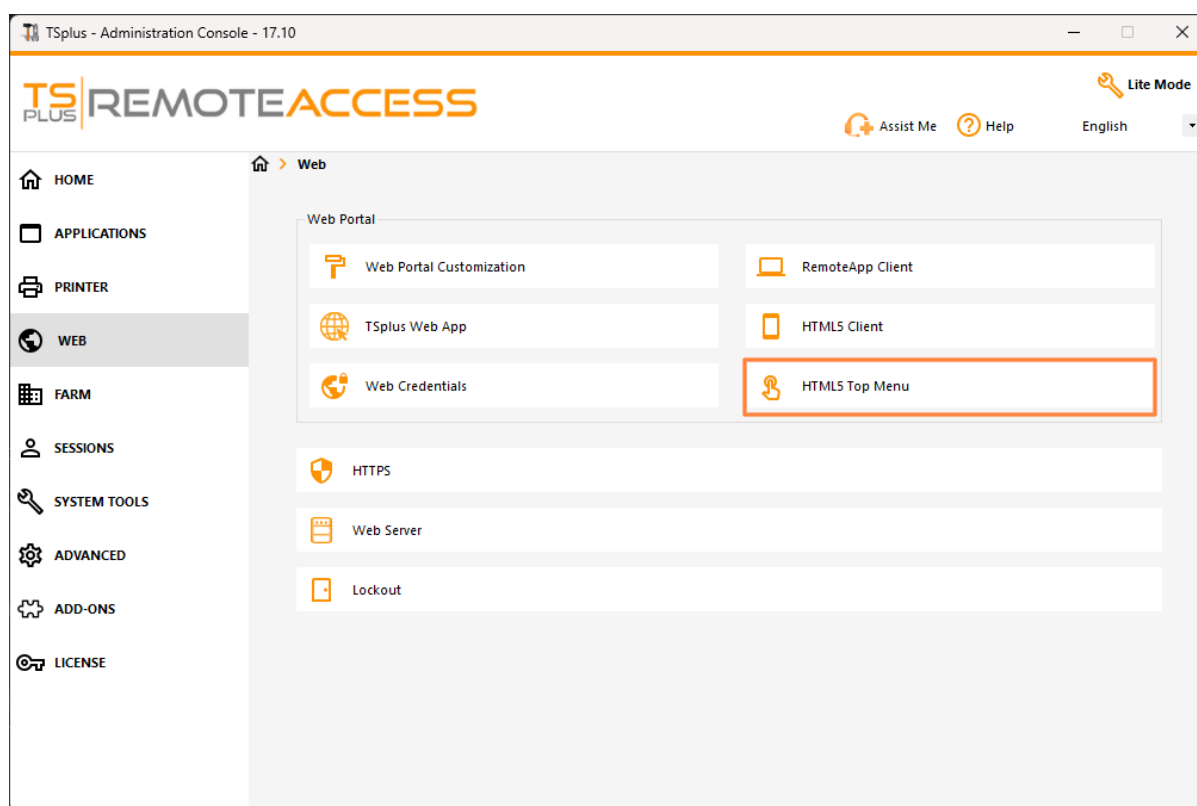 TSplus - Administration Console - 17.10
TS PLUS REMOTEACCESS
Lite Mode
Assist Me
Help
English
HOME
APPLICATIONS
PRINTER
WEB
FARM
SESSIONS
SYSTEM TOOLS
ADVANCED
ADD-ONS
LICENSE
Web
Web Portal
Web Portal Customization
RemoteApp Client
TSplus Web App
HTML5 Client
Web Credentials
HTML5 Top Menu
HTTPS
Web Server
Lockout